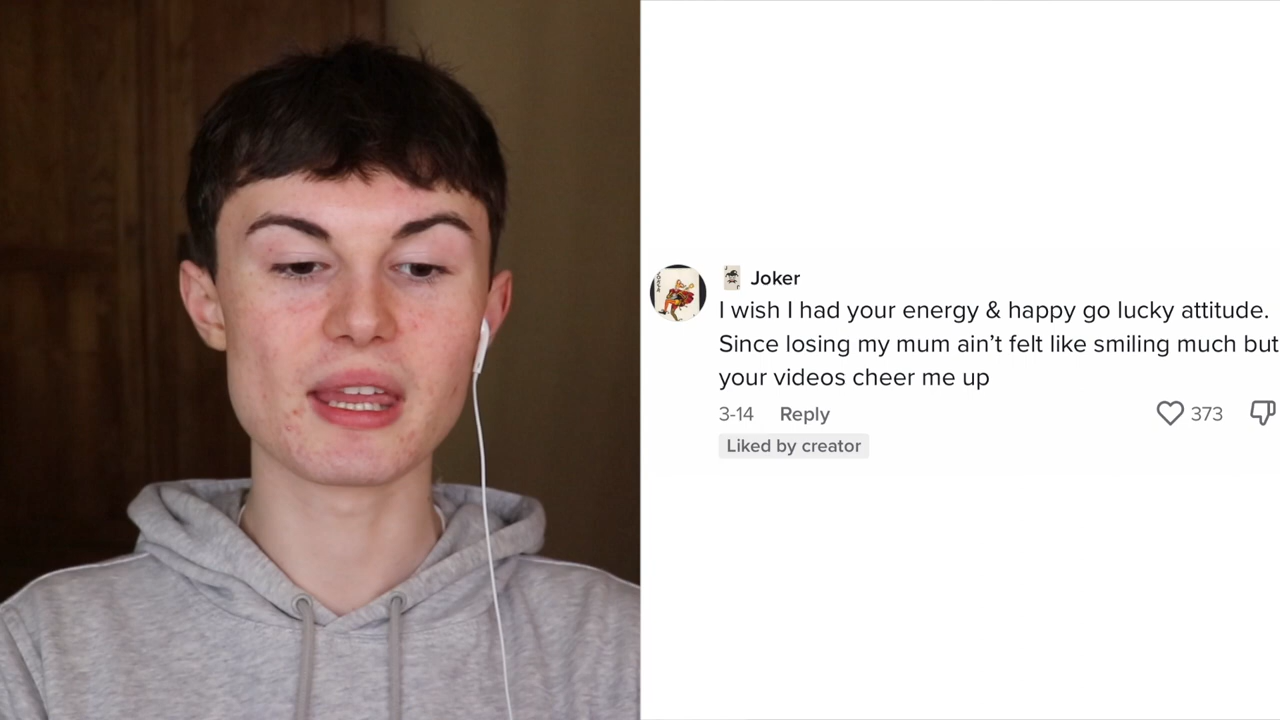 Joker
I wish I had your energy & happy go lucky attitude.
Since losing my mum ain’t felt like smiling much but
your videos cheer me up
3-14 Reply 373
Liked by creator